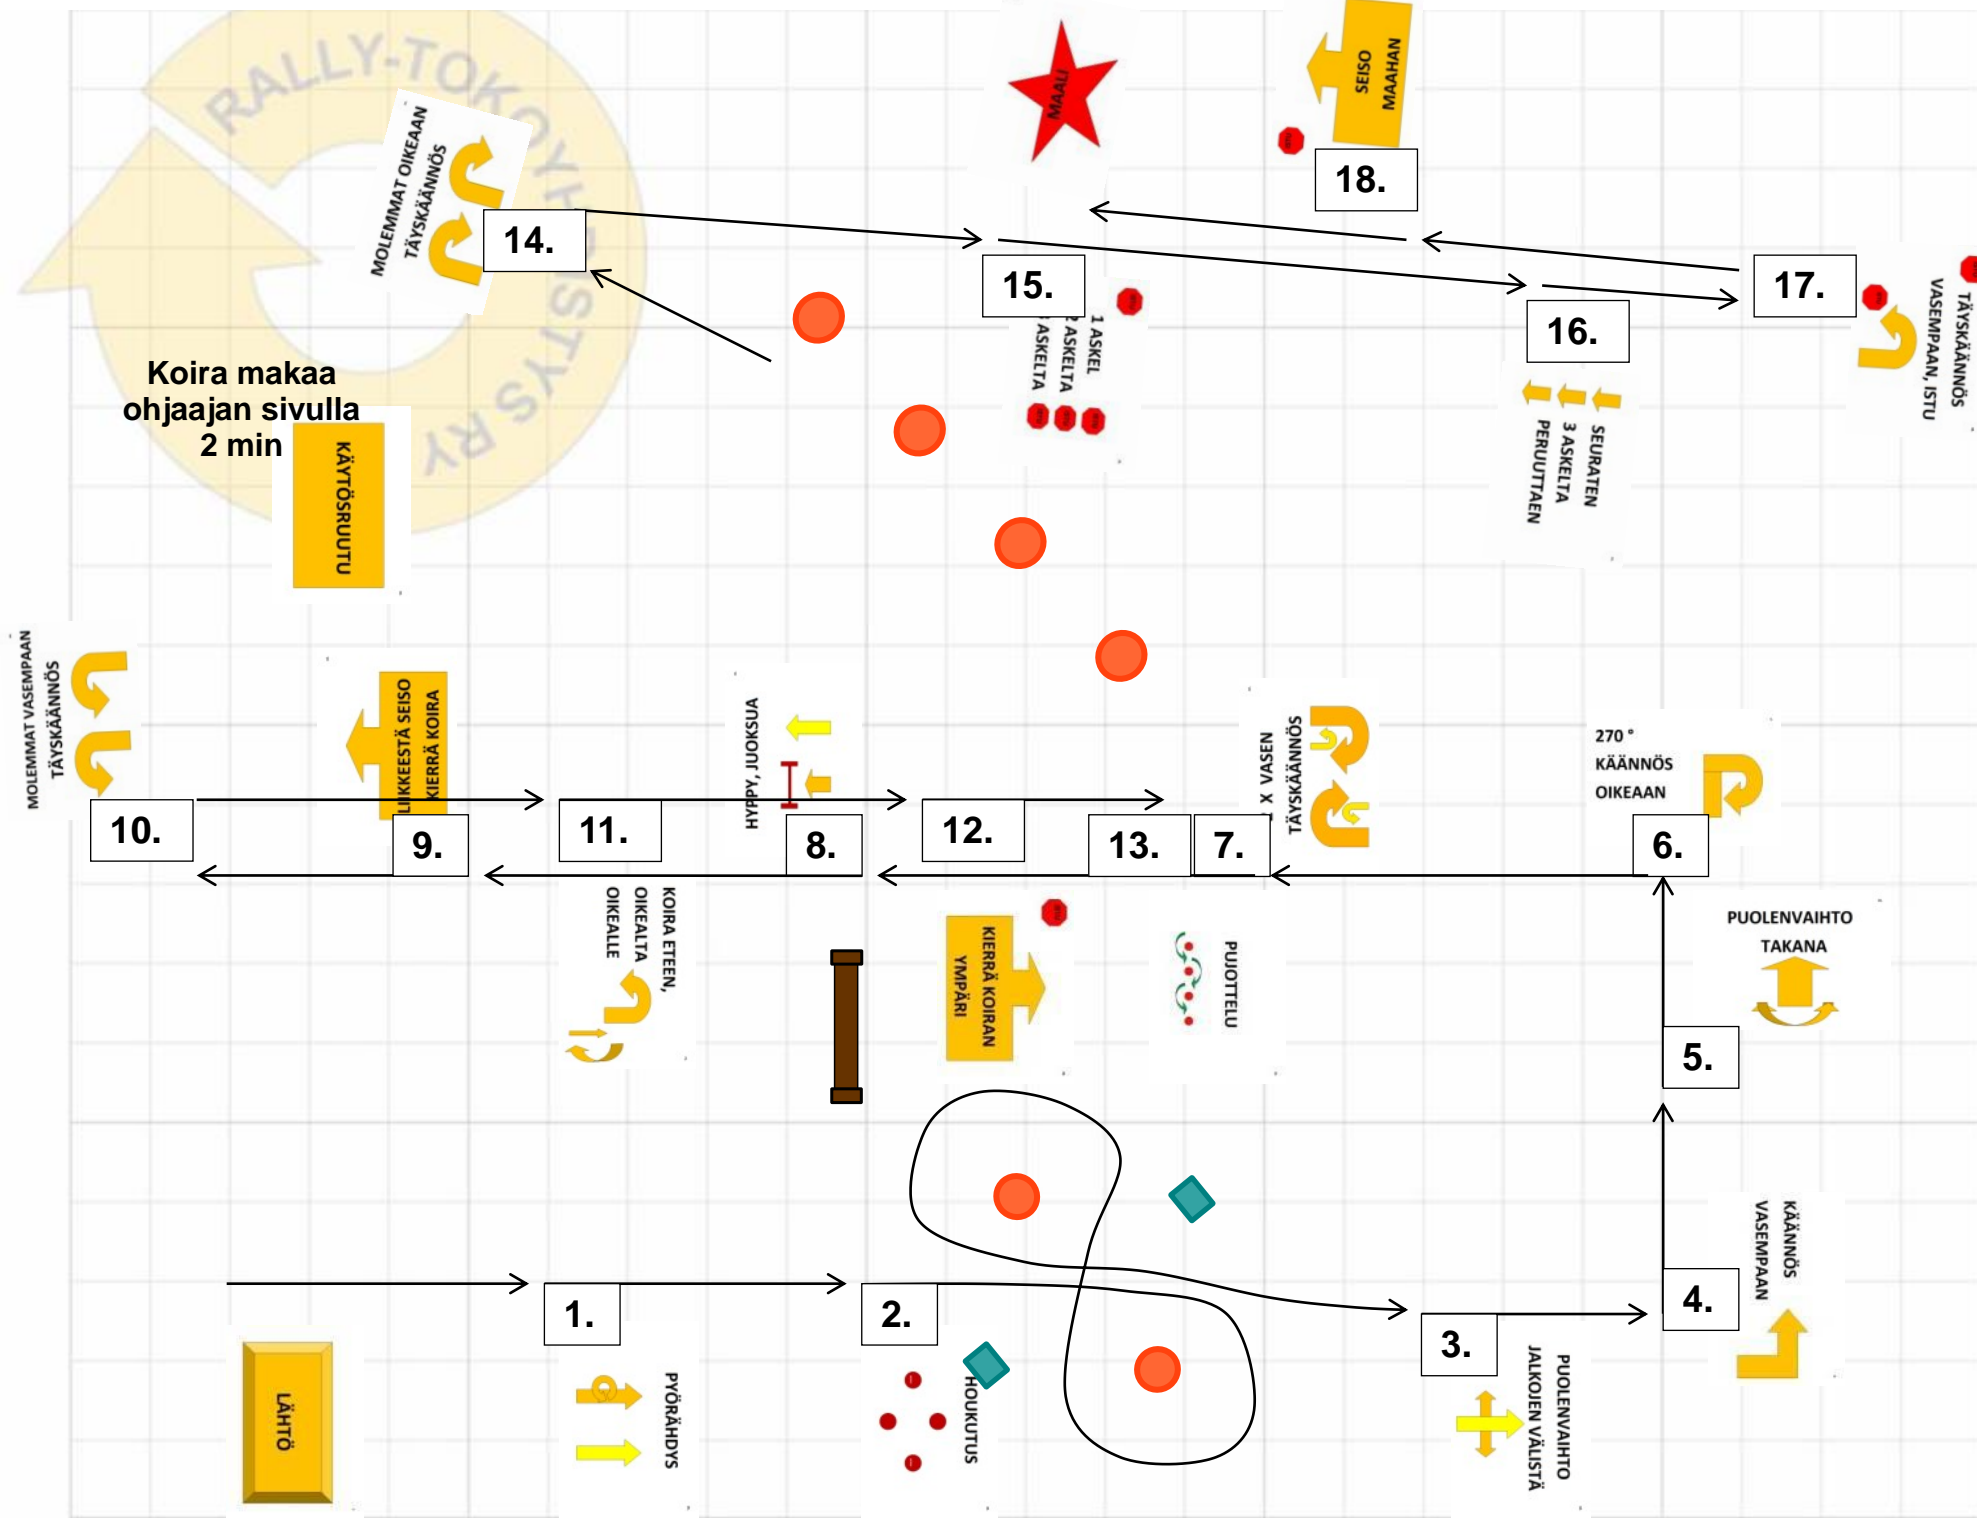 RALLY-TOKOYHDISTYS RY
MAALI
SEISO
MAAHAN
18.
MOLEMMAT OIKEAAN
TÄYSKÄÄNNÖS
14.
15.
1 ASKEL
2 ASKELTA
ASKELTA
16.
SEURATEN
3 ASKELTA
PERUUTTAEN
17.
TÄYSKÄÄNNÖS
VASEMPAAN, ISTU
Koira makaa
ohjaajan sivulla
2 min
KÄYTÖSRUUTU
MOLEMMAT VASEMPAAN
TÄYSKÄÄNNÖS
10.
LIIKKEESTÄ SEISO
KIERRÄ KOIRA
9.
11.
KOIRA ETEEN,
OIKEALTA
OIKEALLE
HYPPY, JUOKSUA
8.
12.
KIERRÄ KOIRAN
YMPÄRI
13.
PUJOTTELU
7.
X VASEN
TÄYSKÄÄNNÖS
270 °
KÄÄNNÖS
OIKEAAN
6.
PUOLENVAIHTO
TAKANA
5.
KÄÄNNÖS
VASEMPAAN
4.
3.
PUOLENVAIHTO
JALKOJEN VÄLISTÄ
2.
HOUKUTUS
1.
PYÖRÄHDYS
LÄHTÖ